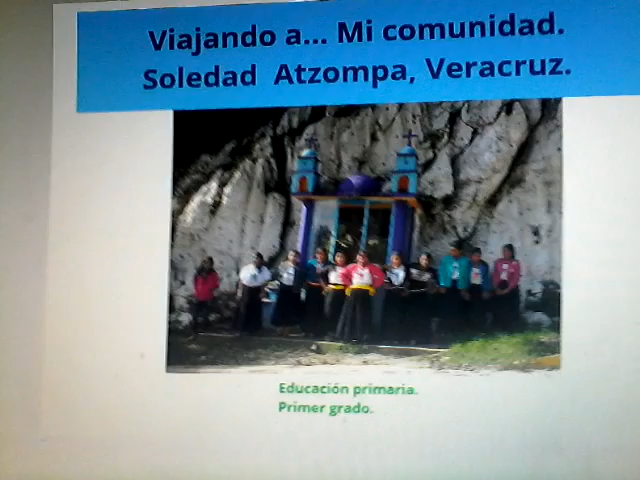 Viajando a... Mi comunidad.
Soledad Atzompa, Veracruz.
Educación primaria.
Primer grado.